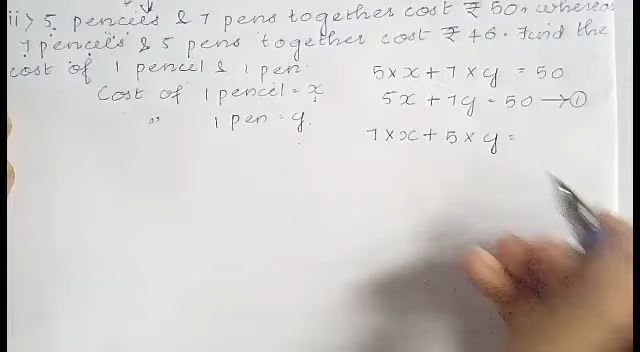 ii> 5 pencils & 7 pens together cost ₹ 50, whereas
7 pencils & 5 pens together cost ₹ 46. Find the
cost of 1 pencil & 1 pen.
5 × x + 7 × y = 50
Cost of 1 pencil = x
5x + 7y = 50 → ①
" 1 pen = y.
7 × x + 5 × y =